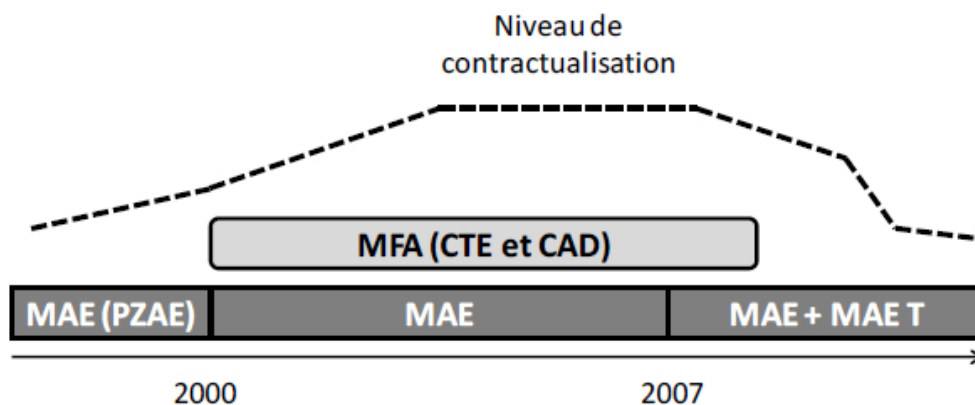 Niveau de
contractualisation
MFA (CTE et CAD)
MAE (PZAE) MAE MAE + MAE T
2000 2007